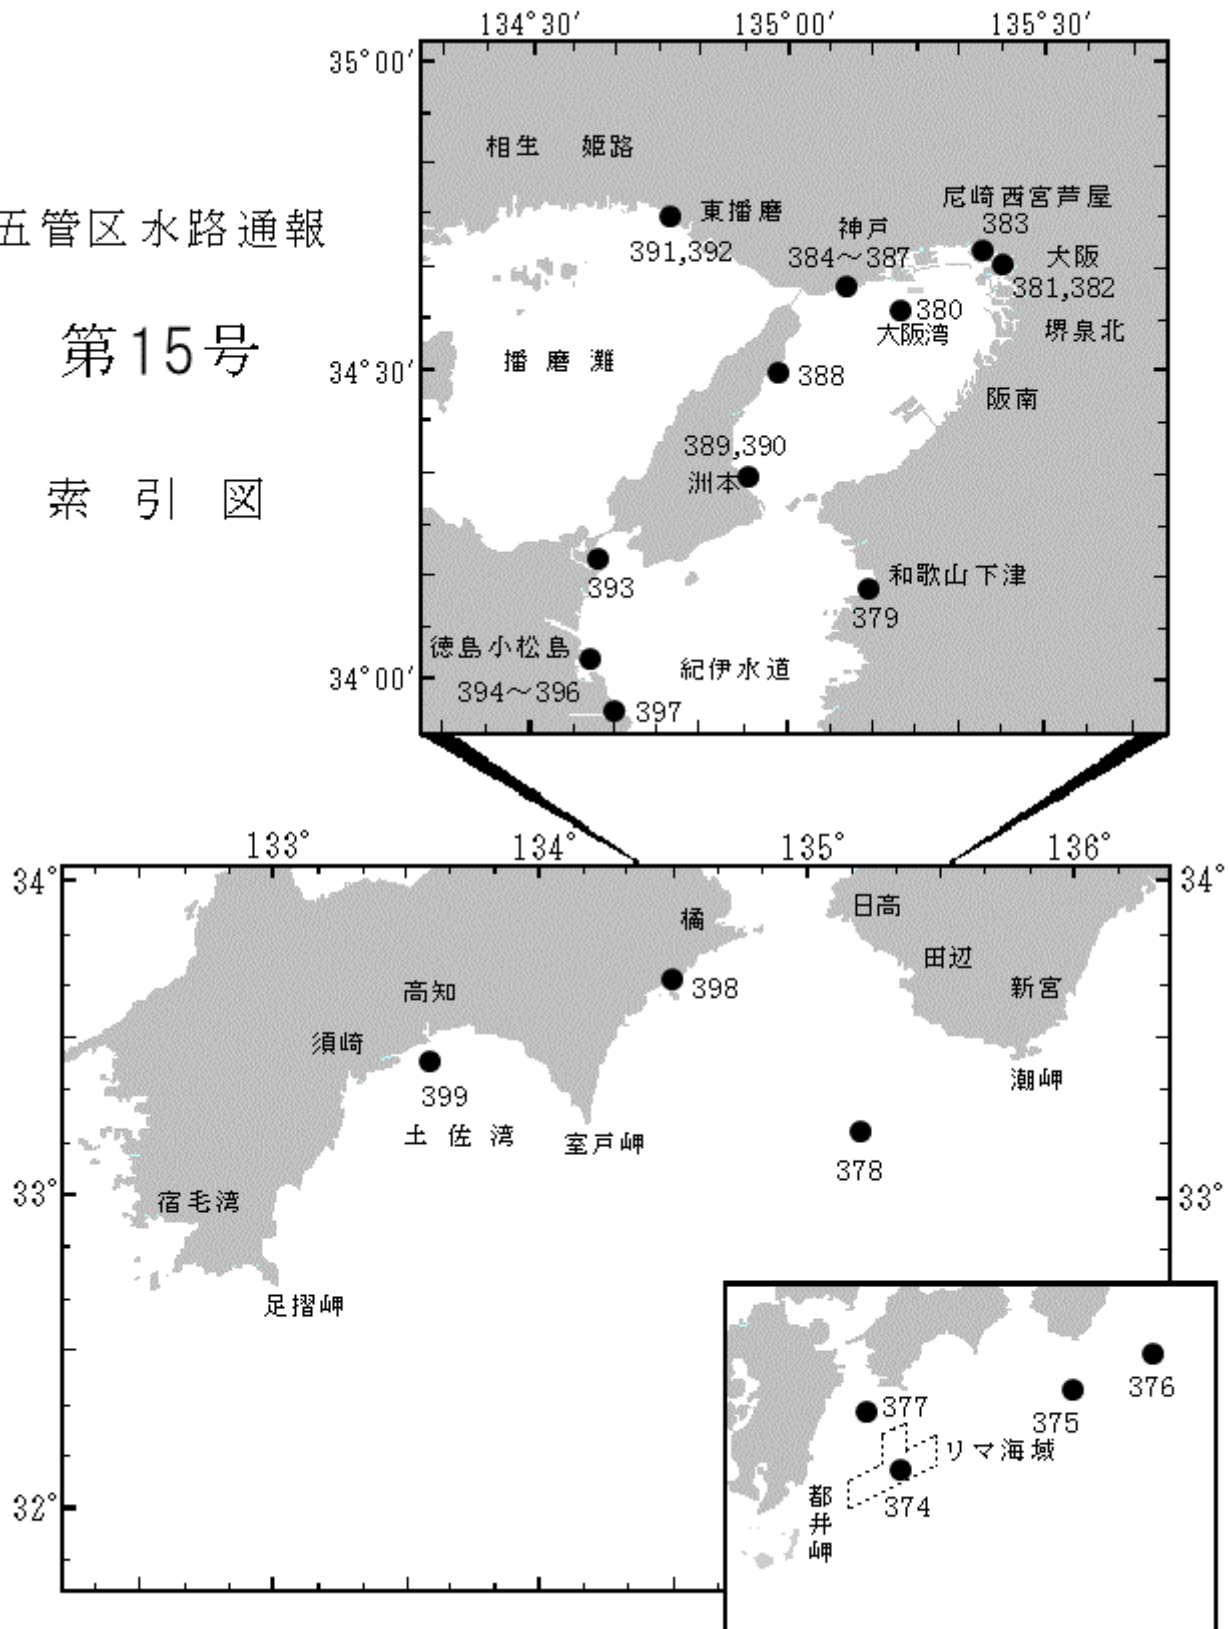 五管区水路通報
第15号
索引図
134°30′ 135°00′ 135°30′
35°00′
34°30′
34°00′
相生 姫路
東播磨
391,392
尼崎西宮芦屋
383
神戸
384～387
大阪
381,382
380
大阪湾
堺泉北
播磨灘
388
阪南
389,390
洲本
393
和歌山下津
379
徳島小松島
394～396
紀伊水道
397
133° 134° 135° 136°
34° 34°
33° 33°
32°
橘
日高
田辺
新宮
高知
398
須崎
潮岬
399
土佐湾
室戸岬
378
宿毛湾
足摺岬
376
377
375
リマ海域
374
都井岬